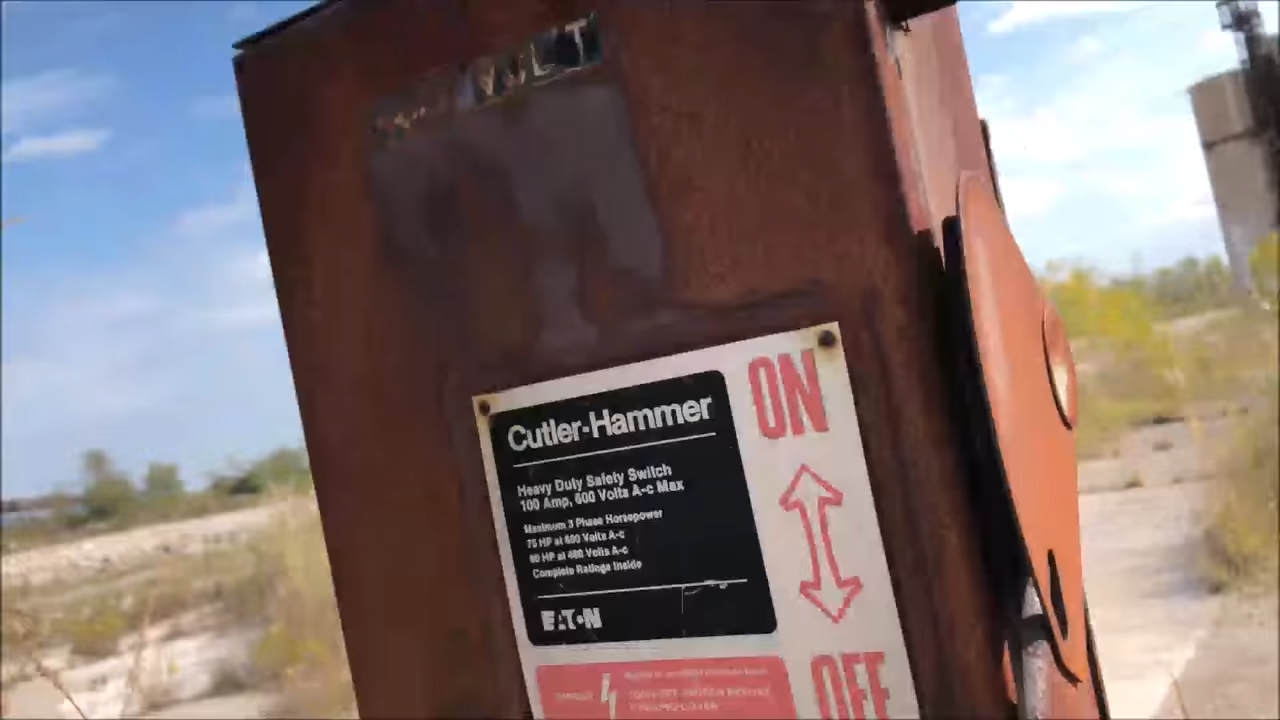 VOLT
Cutler-Hammer
Heavy Duty Safety Switch
100 Amp, 600 Volts A-c Max
Maximum 3 Phase Horsepower
75 HP at 600 Volts A-c
60 HP at 480 Volts A-c
Complete Ratings Inside
EATON
ON
OFF